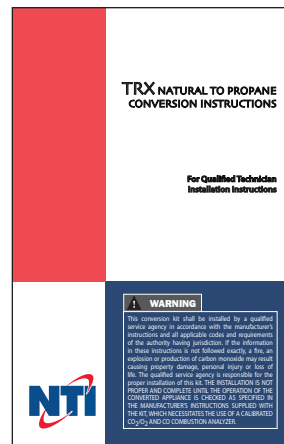 TRX NATURAL TO PROPANE
CONVERSION INSTRUCTIONS
For Qualified Technician
Installation Instructions
WARNING
This conversion kit shall be installed by a qualified
service agency in accordance with the manufacturer's
instructions and all applicable codes and requirements
of the authority having jurisdiction. If the information
in these instructions is not followed exactly, a fire, an
explosion or production of carbon monoxide may result
causing property damage, personal injury or loss of
life. The qualified service agency is responsible for the
proper installation of this kit. THE INSTALLATION IS NOT
PROPER AND COMPLETE UNTIL THE OPERATION OF THE
CONVERTED APPLIANCE IS CHECKED AS SPECIFIED IN
THE MANUFACTURER'S INSTRUCTIONS SUPPLIED WITH
THE KIT, WHICH NECESSITATES THE USE OF A CALIBRATED
CO2/O2 AND CO COMBUSTION ANALYZER.
NTI